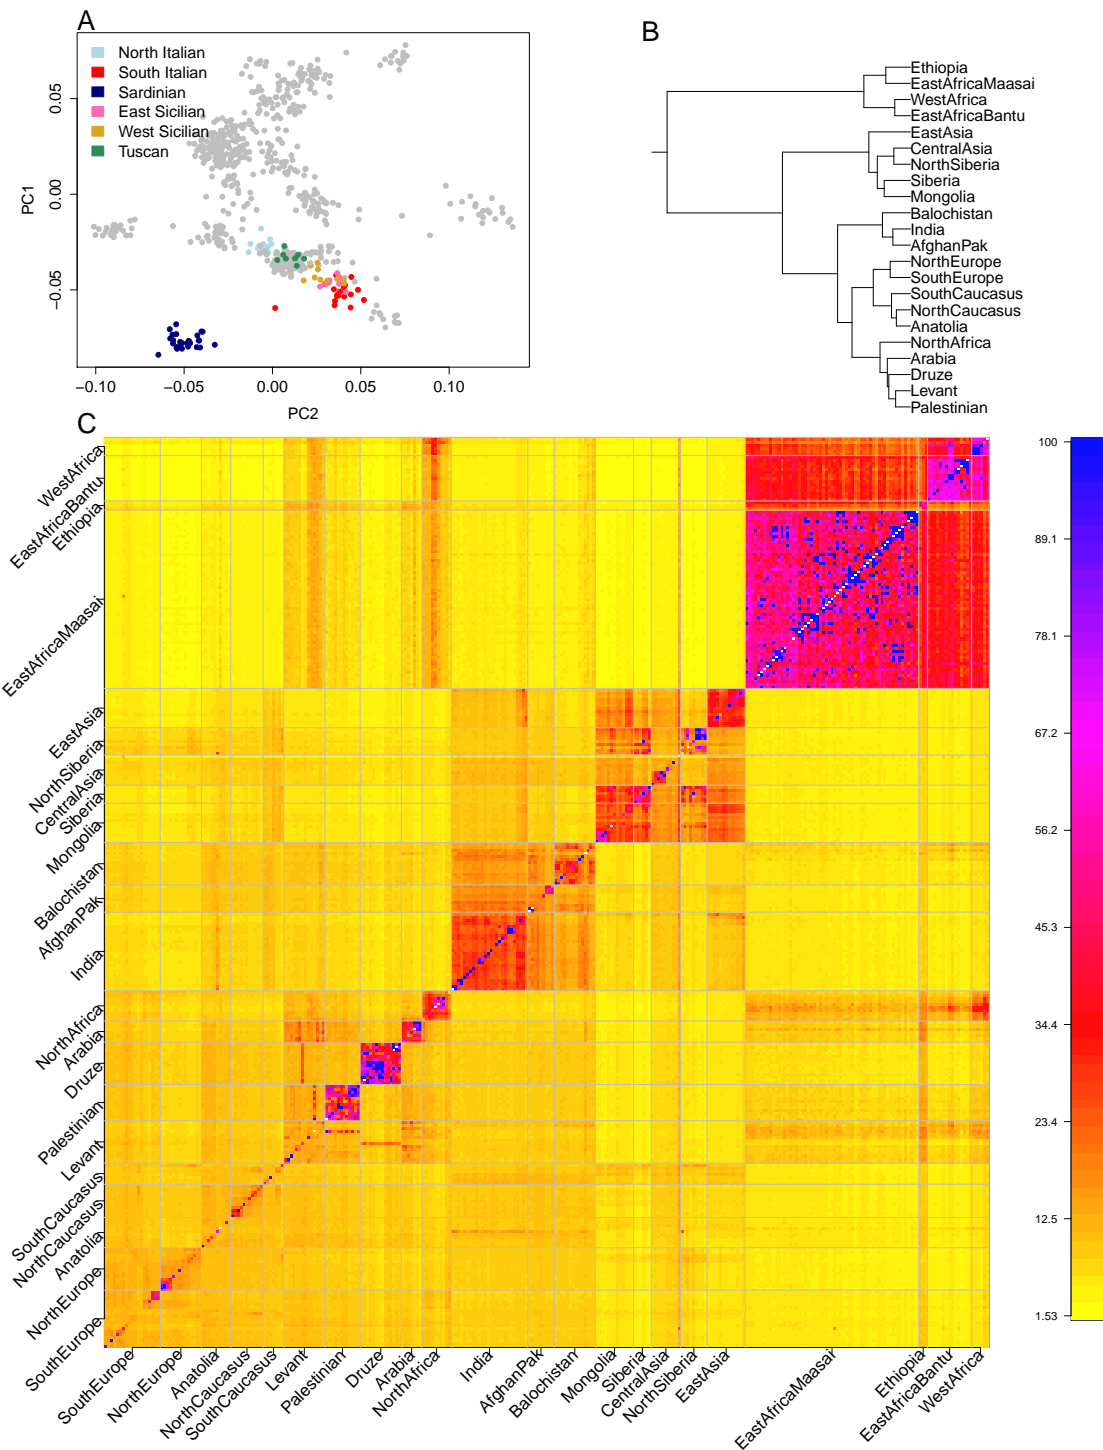 A
North Italian
South Italian
Sardinian
East Sicilian
West Sicilian
Tuscan
0.05
0.00
−0.05
PC1
−0.10
−0.05
0.00
0.05
0.10
PC2
B
Ethiopia
EastAfricaMaasai
WestAfrica
EastAfricaBantu
EastAsia
CentralAsia
NorthSiberia
Siberia
Mongolia
Balochistan
India
AfghanPak
NorthEurope
SouthEurope
SouthCaucasus
NorthCaucasus
Anatolia
NorthAfrica
Arabia
Druze
Levant
Palestinian
C
WestAfrica
EastAfricaBantu
Ethiopia
EastAfricaMaasai
EastAsia
NorthSiberia
CentralAsia
Siberia
Mongolia
Balochistan
AfghanPak
India
NorthAfrica
Arabia
Druze
Palestinian
Levant
SouthCaucasus
NorthCaucasus
Anatolia
NorthEurope
SouthEurope
SouthEurope
NorthEurope
Anatolia
NorthCaucasus
SouthCaucasus
Levant
Palestinian
Druze
Arabia
NorthAfrica
India
AfghanPak
Balochistan
Mongolia
Siberia
CentralAsia
NorthSiberia
EastAsia
EastAfricaMaasai
Ethiopia
EastAfricaBantu
WestAfrica
100
89.1
78.1
67.2
56.2
45.3
34.4
23.4
12.5
1.53